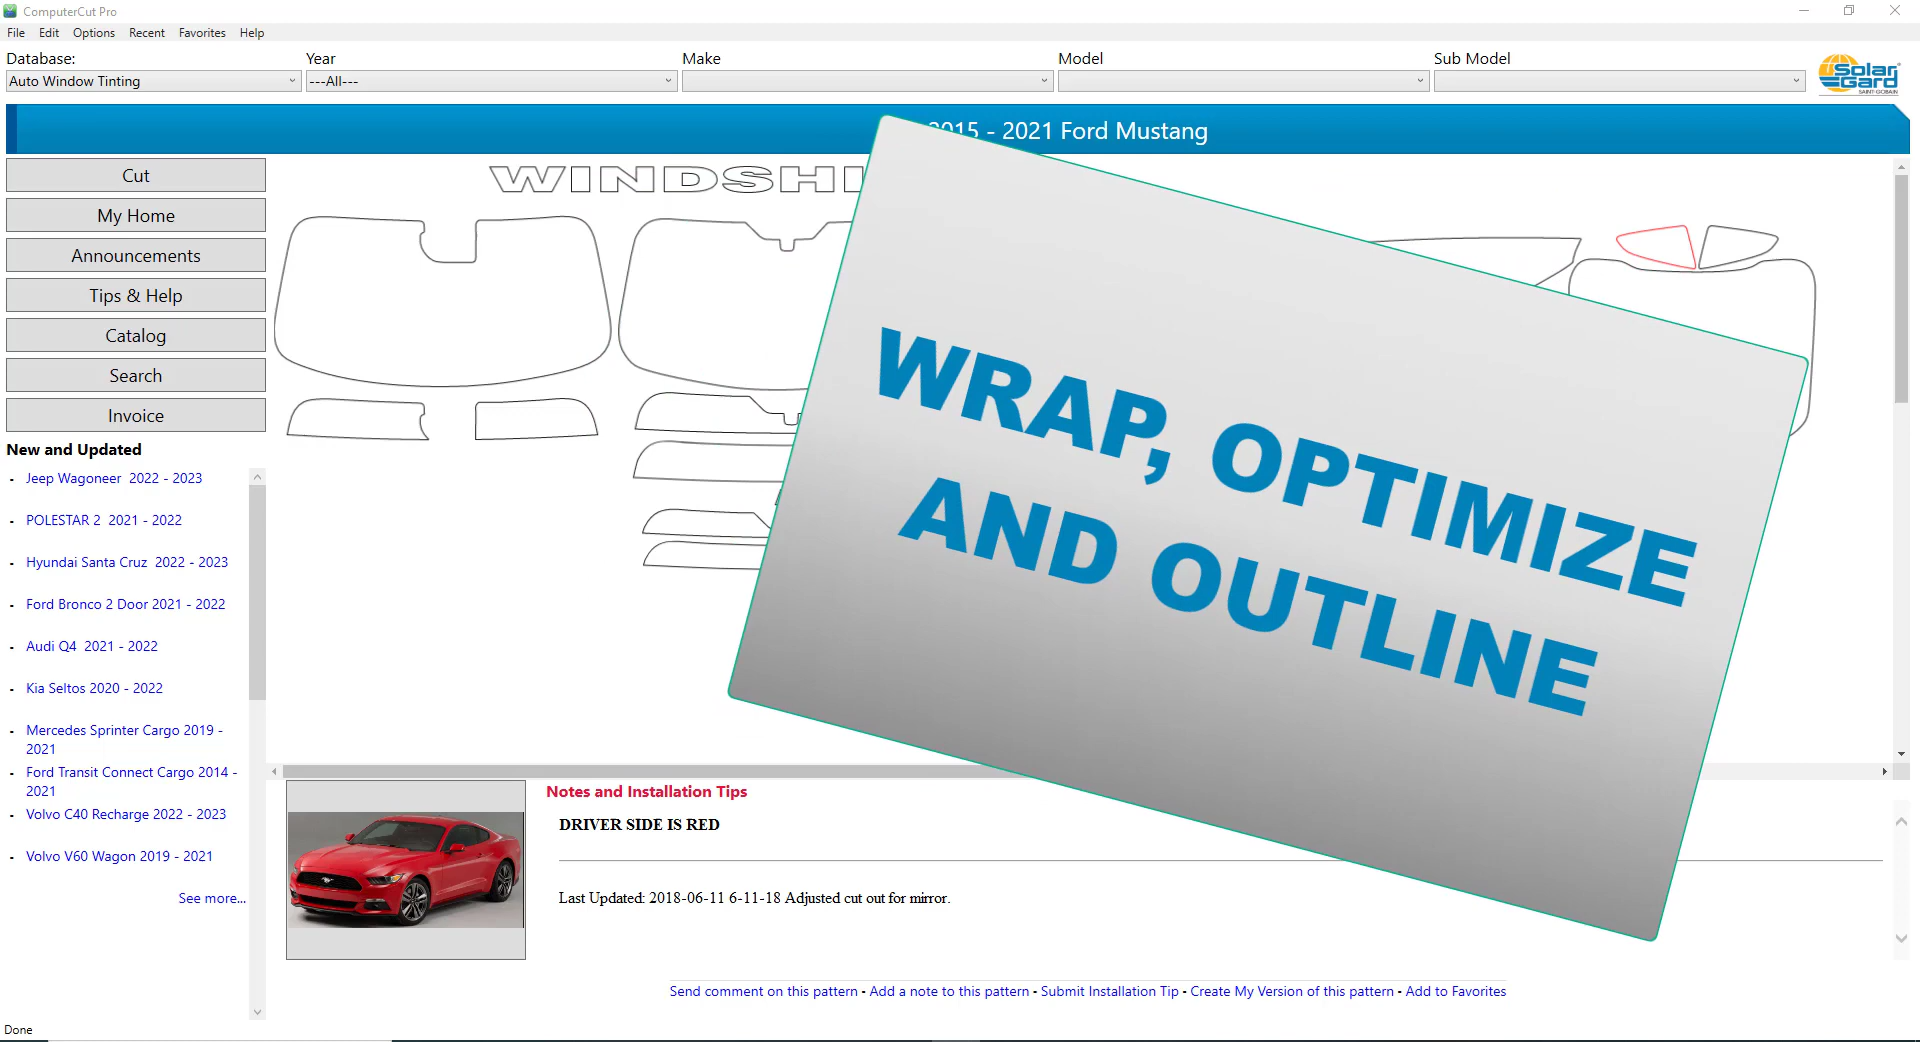 ComputerCut Pro
File Edit Options Recent Favorites Help
Database: Year Make Model Sub Model
Auto Window Tinting ---All---
Solar Gard
SAINT-GOBAIN
2015 - 2021 Ford Mustang
Cut
My Home
Announcements
Tips & Help
Catalog
Search
Invoice
New and Updated
- Jeep Wagoneer 2022 - 2023
- POLESTAR 2 2021 - 2022
- Hyundai Santa Cruz 2022 - 2023
- Ford Bronco 2 Door 2021 - 2022
- Audi Q4 2021 - 2022
- Kia Seltos 2020 - 2022
- Mercedes Sprinter Cargo 2019 -
2021
- Ford Transit Connect Cargo 2014 -
2021
- Volvo C40 Recharge 2022 - 2023
- Volvo V60 Wagon 2019 - 2021
See more...
WINDSHI
WRAP, OPTIMIZE
AND OUTLINE
Notes and Installation Tips
DRIVER SIDE IS RED
Last Updated: 2018-06-11 6-11-18 Adjusted cut out for mirror.
Send comment on this pattern - Add a note to this pattern - Submit Installation Tip - Create My Version of this pattern - Add to Favorites
Done